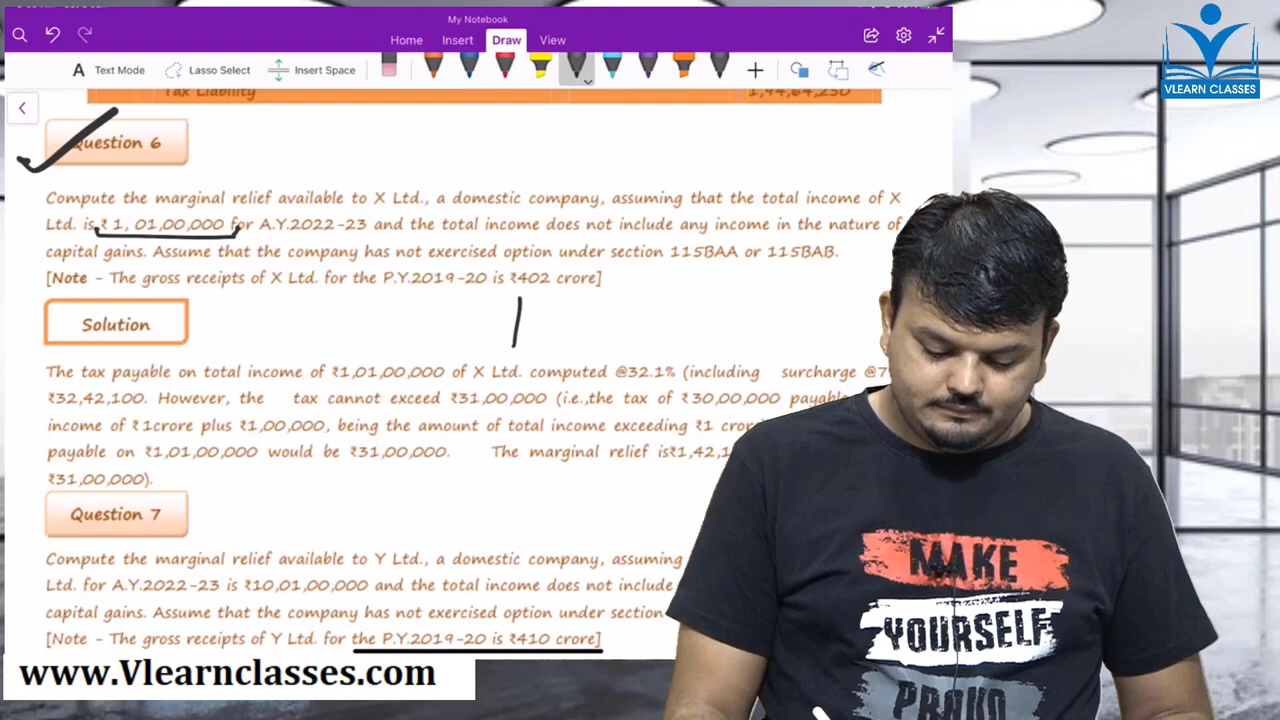 My Notebook
Home Insert Draw View
Text Mode Lasso Select Insert Space
VLEARN CLASSES
Tax Liability 1,44,64,250
Question 6
Compute the marginal relief available to X Ltd., a domestic company, assuming that the total income of X
Ltd. is ₹1, 01,00,000 for A.Y.2022-23 and the total income does not include any income in the nature of
capital gains. Assume that the company has not exercised option under section 115BAA or 115BAB.
[Note - The gross receipts of X Ltd. for the P.Y.2019-20 is ₹402 crore]
Solution
The tax payable on total income of ₹1,01,00,000 of X Ltd. computed @32.1% (including surcharge @7
₹32,42,100. However, the tax cannot exceed ₹31,00,000 (i.e.,the tax of ₹30,00,000 payable
income of ₹1crore plus ₹1,00,000, being the amount of total income exceeding ₹1 crore
payable on ₹1,01,00,000 would be ₹31,00,000. The marginal relief is₹1,42,1
₹31,00,000).
Question 7
Compute the marginal relief available to Y Ltd., a domestic company, assuming
Ltd. for A.Y.2022-23 is ₹10,01,00,000 and the total income does not include
capital gains. Assume that the company has not exercised option under section
[Note - The gross receipts of Y Ltd. for the P.Y.2019-20 is ₹410 crore]
www.Vlearnclasses.com
MAKE
YOURSELF
PROUD